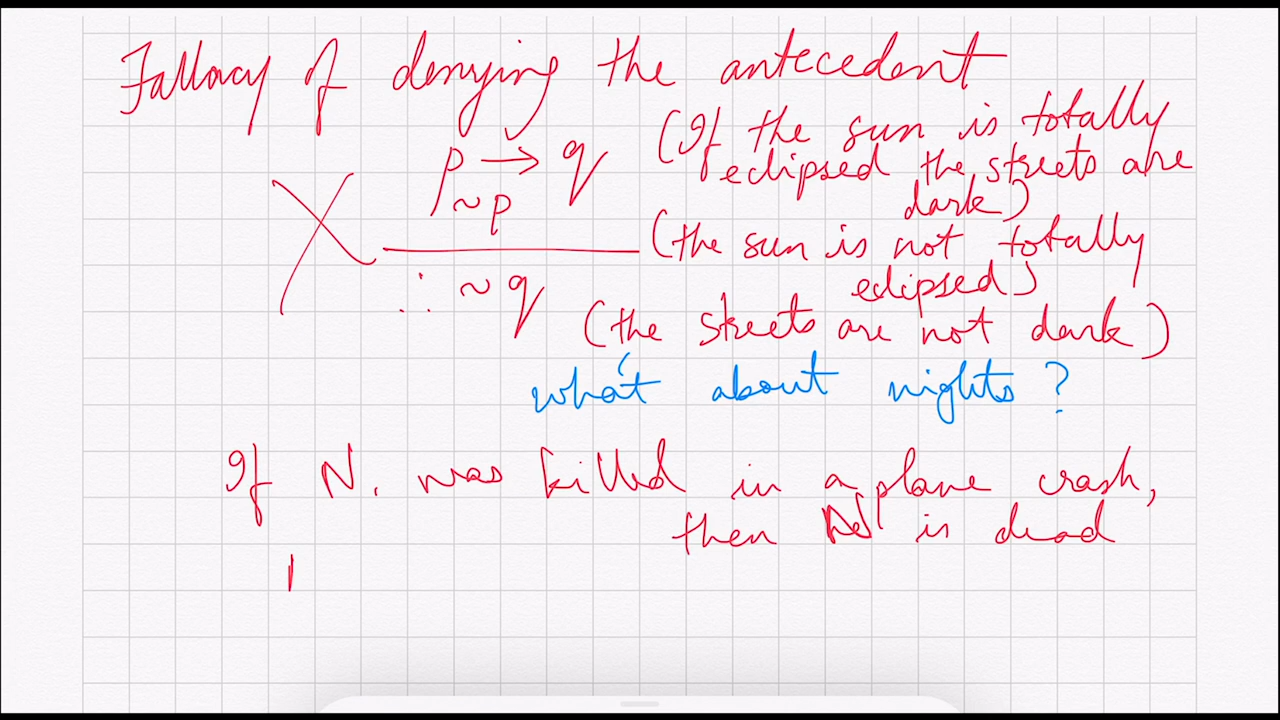 Fallacy of denying the antecedent
p → q (If the sun is totally
eclipsed the streets are
dark)
~p
(the sun is not totally
eclipsed)
∴ ~q
(the streets are not dark)
what about nights?
If N. was killed in a plane crash,
then N is dead